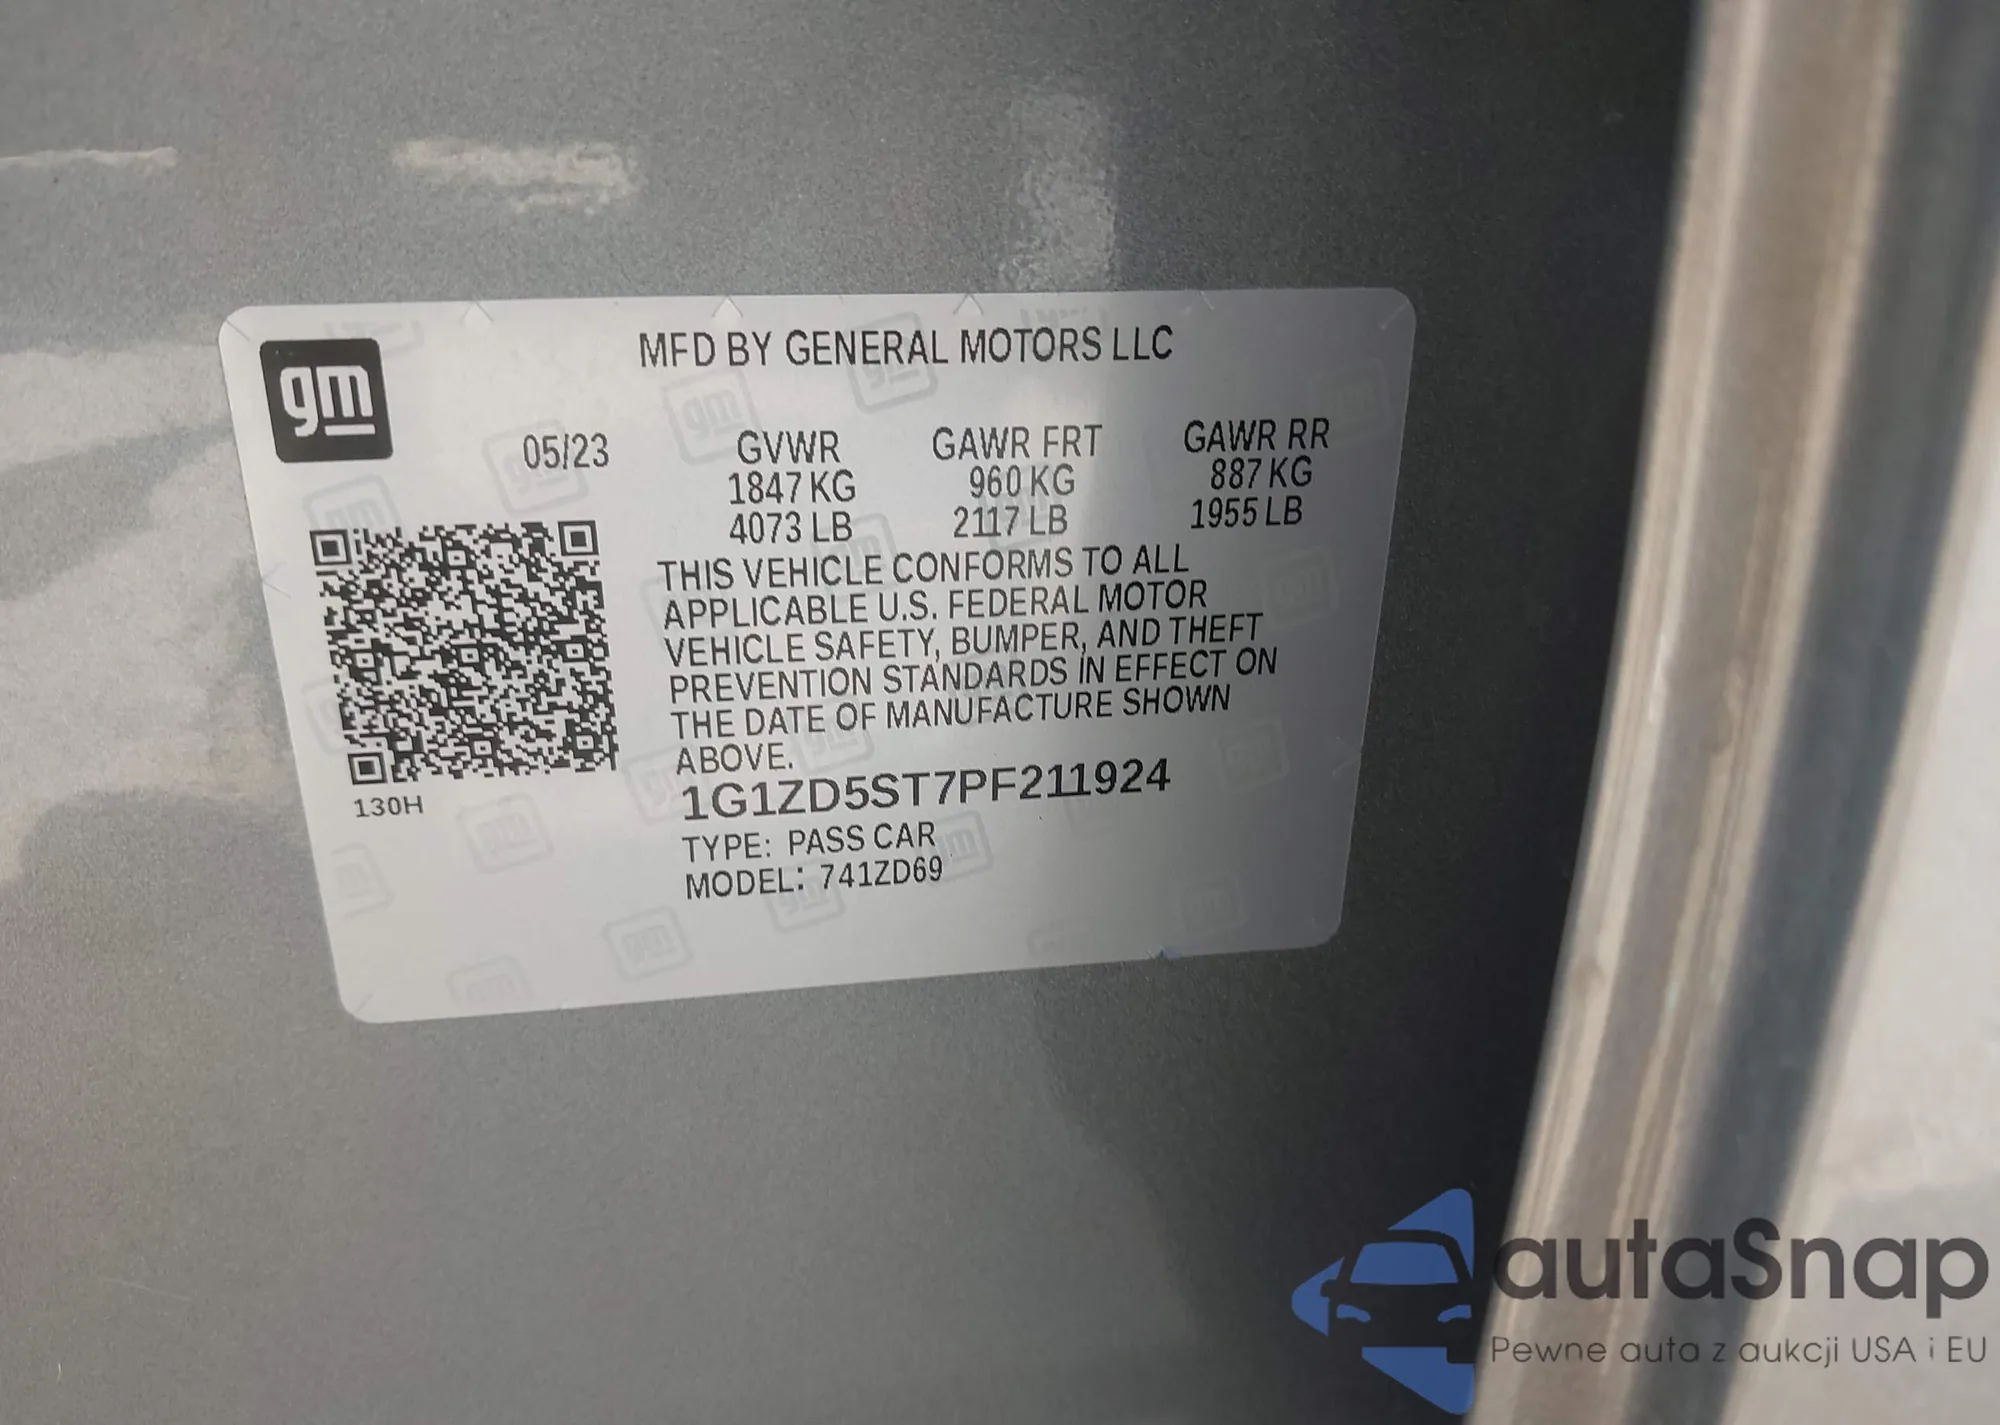 gm
MFD BY GENERAL MOTORS LLC
05/23
GVWR GAWR FRT GAWR RR
1847 KG 960 KG 887 KG
4073 LB 2117 LB 1955 LB
THIS VEHICLE CONFORMS TO ALL
APPLICABLE U.S. FEDERAL MOTOR
VEHICLE SAFETY, BUMPER, AND THEFT
PREVENTION STANDARDS IN EFFECT ON
THE DATE OF MANUFACTURE SHOWN
ABOVE.
130H
1G1ZD5ST7PF211924
TYPE: PASS CAR
MODEL: 741ZD69
autaSnap
Pewne auta z aukcji USA i EU